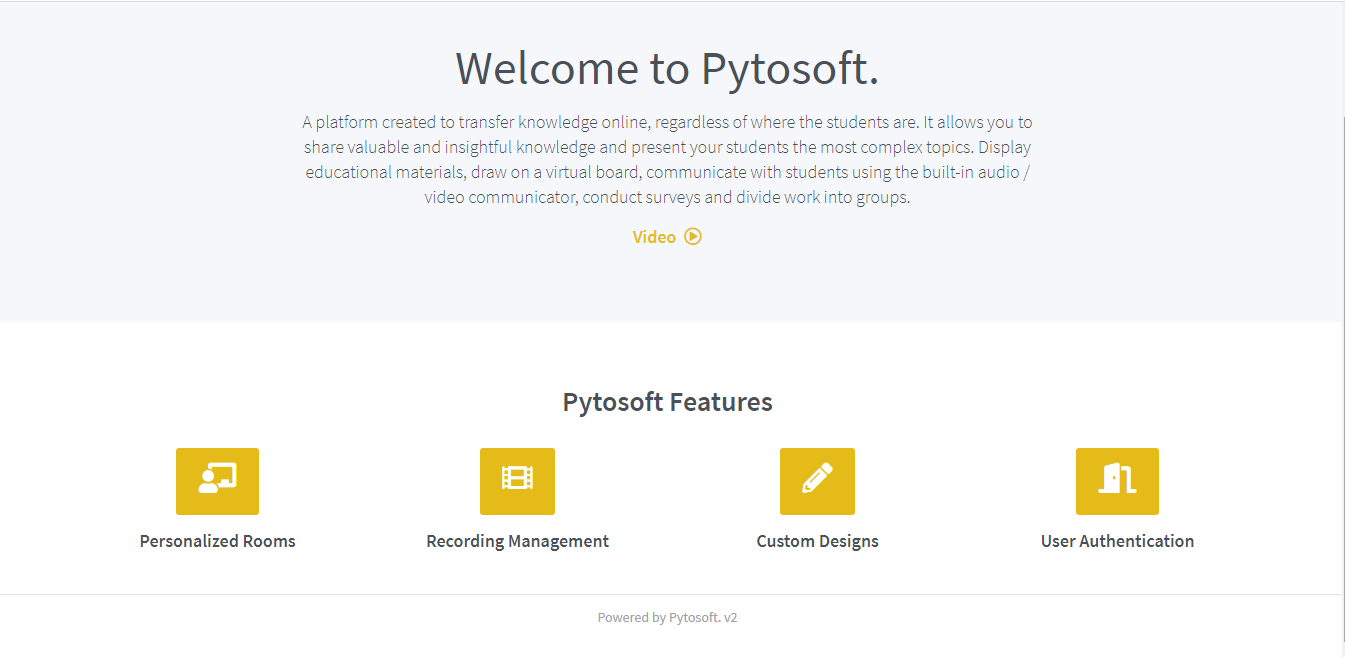 Welcome to Pytosoft.
A platform created to transfer knowledge online, regardless of where the students are. It allows you to
share valuable and insightful knowledge and present your students the most complex topics. Display
educational materials, draw on a virtual board, communicate with students using the built-in audio /
video communicator, conduct surveys and divide work into groups.
Video
Pytosoft Features
Personalized Rooms
Recording Management
Custom Designs
User Authentication
Powered by Pytosoft. v2